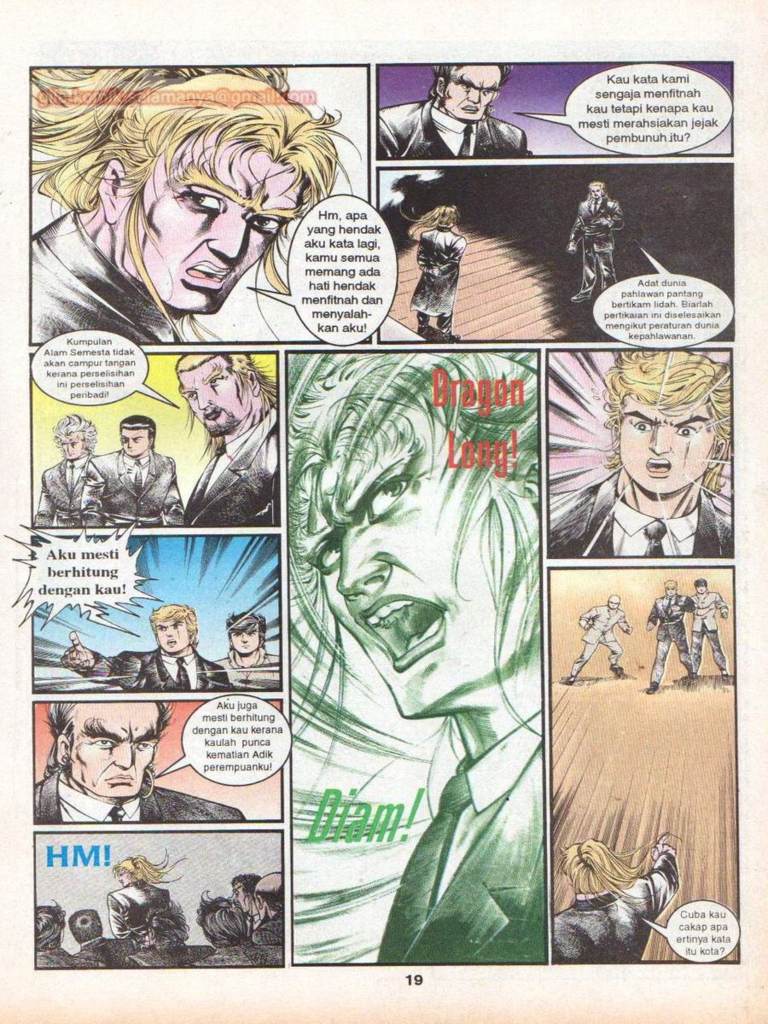 Hm, apa
yang hendak
aku kata lagi,
kamu semua
memang ada
hati hendak
menfitnah dan
menyalah-
kan aku!
Kau kata kami
sengaja menfitnah
kau tetapi kenapa kau
mesti merahsiakan jejak
pembunuh itu?
Adat dunia
pahlawan pantang
bertikam lidah. Biarlah
pertikaian ini diselesaikan
mengikut peraturan dunia
kepahlawanan.
Kumpulan
Alam Semesta tidak
akan campur tangan
kerana perselisihan
ini perselisihan
peribadi!
Aku mesti
berhitung
dengan kau!
Aku juga
mesti berhitung
dengan kau kerana
kaulah punca
kematian Adik
perempuanku!
HM!
Dragon
Long!
Diam!
Cuba kau
cakap apa
ertinya kata
itu kota?
19